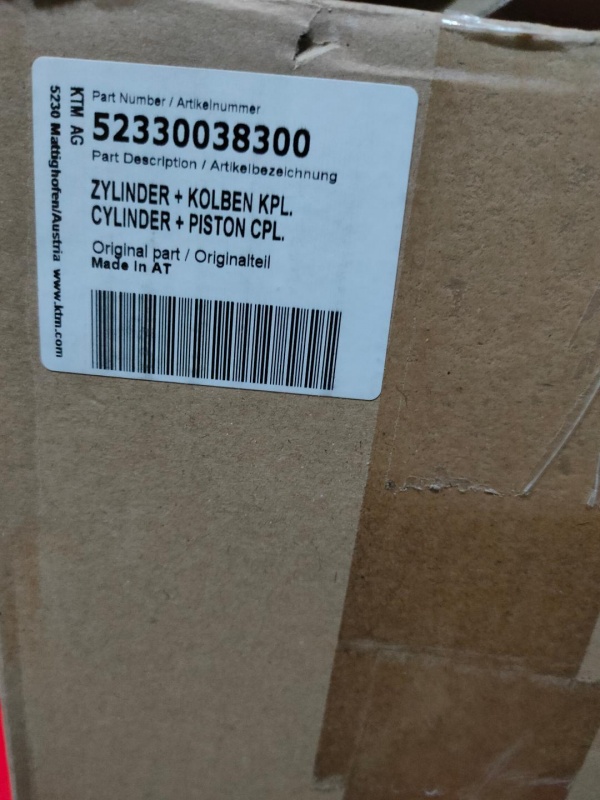 Part Number / Artikelnummer
52330038300
Part Description / Artikelbezeichnung
ZYLINDER + KOLBEN KPL.
CYLINDER + PISTON CPL.
Original part / Originalteil
Made in AT
KTM AG
5230 Mattighofen/Austria www.ktm.com